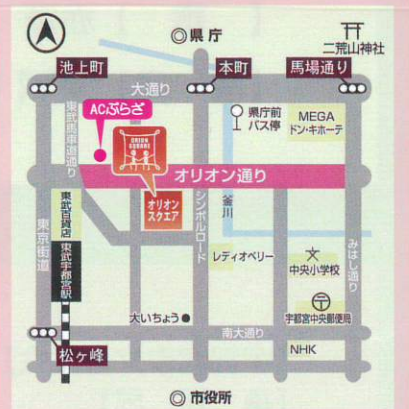 県庁
二荒山神社
池上町
本町
馬場通り
大通り
東武馬車道通り
ACぷらざ
ORION
SQUARE
県庁前
バス停
MEGA
ドン・キホーテ
オリオン通り
オリオン
スクエア
シンボルロード
釜川
東武百貨店
東武宇都宮駅
東京街道
レディオベリー
文
中央小学校
みはし通り
大いちょう
宇都宮中央郵便局
南大通り
松ヶ峰
NHK
市役所